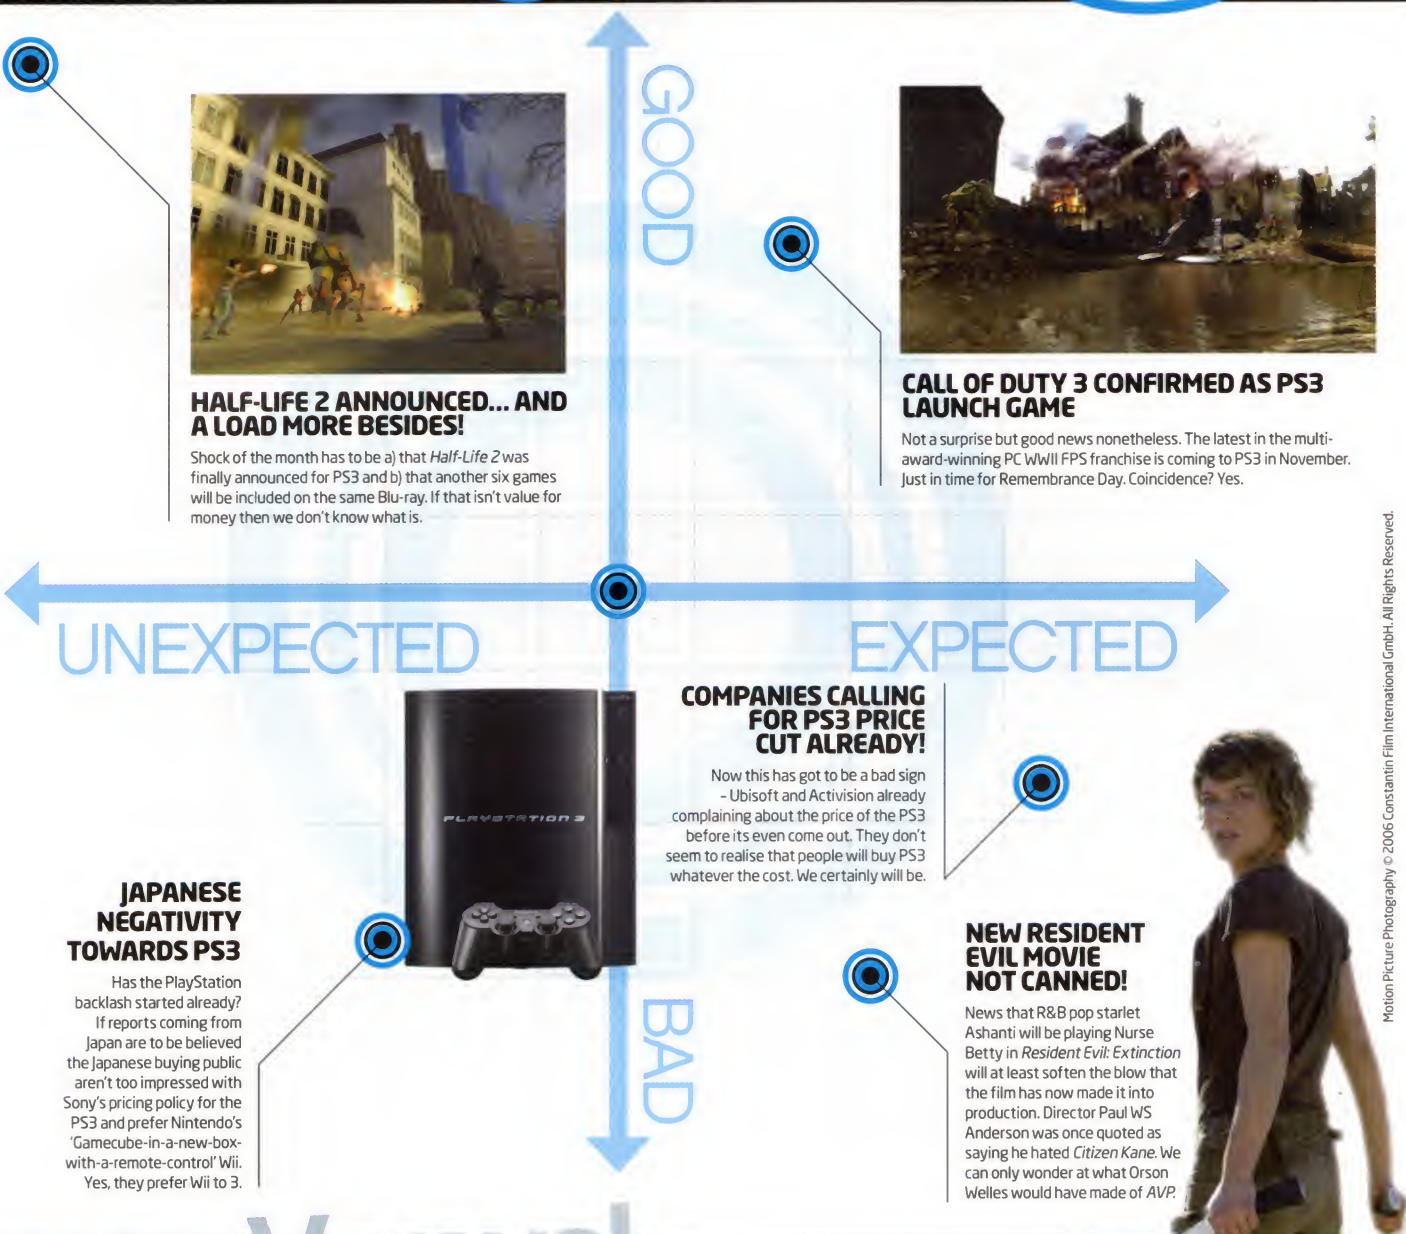 GOOD
HALF-LIFE 2 ANNOUNCED... AND
A LOAD MORE BESIDES!
Shock of the month has to be a) that Half-Life 2 was
finally announced for PS3 and b) that another six games
will be included on the same Blu-ray. If that isn't value for
money then we don't know what is.
CALL OF DUTY 3 CONFIRMED AS PS3
LAUNCH GAME
Not a surprise but good news nonetheless. The latest in the multi-
award-winning PC WWII FPS franchise is coming to PS3 in November.
Just in time for Remembrance Day. Coincidence? Yes.
UNEXPECTED
EXPECTED
PLAYSTATION 3
COMPANIES CALLING
FOR PS3 PRICE
CUT ALREADY!
Now this has got to be a bad sign
- Ubisoft and Activision already
complaining about the price of the PS3
before its even come out. They don't
seem to realise that people will buy PS3
whatever the cost. We certainly will be.
JAPANESE
NEGATIVITY
TOWARDS PS3
Has the PlayStation
backlash started already?
If reports coming from
Japan are to be believed
the Japanese buying public
aren't too impressed with
Sony's pricing policy for the
PS3 and prefer Nintendo's
'Gamecube-in-a-new-box-
with-a-remote-control' Wii.
Yes, they prefer Wii to 3.
BAD
NEW RESIDENT
EVIL MOVIE
NOT CANNED!
News that R&B pop starlet
Ashanti will be playing Nurse
Betty in Resident Evil: Extinction
will at least soften the blow that
the film has now made it into
production. Director Paul WS
Anderson was once quoted as
saying he hated Citizen Kane. We
can only wonder at what Orson
Welles would have made of AVP.
Motion Picture Photography © 2006 Constantin Film International GmbH. All Rights Reserved.